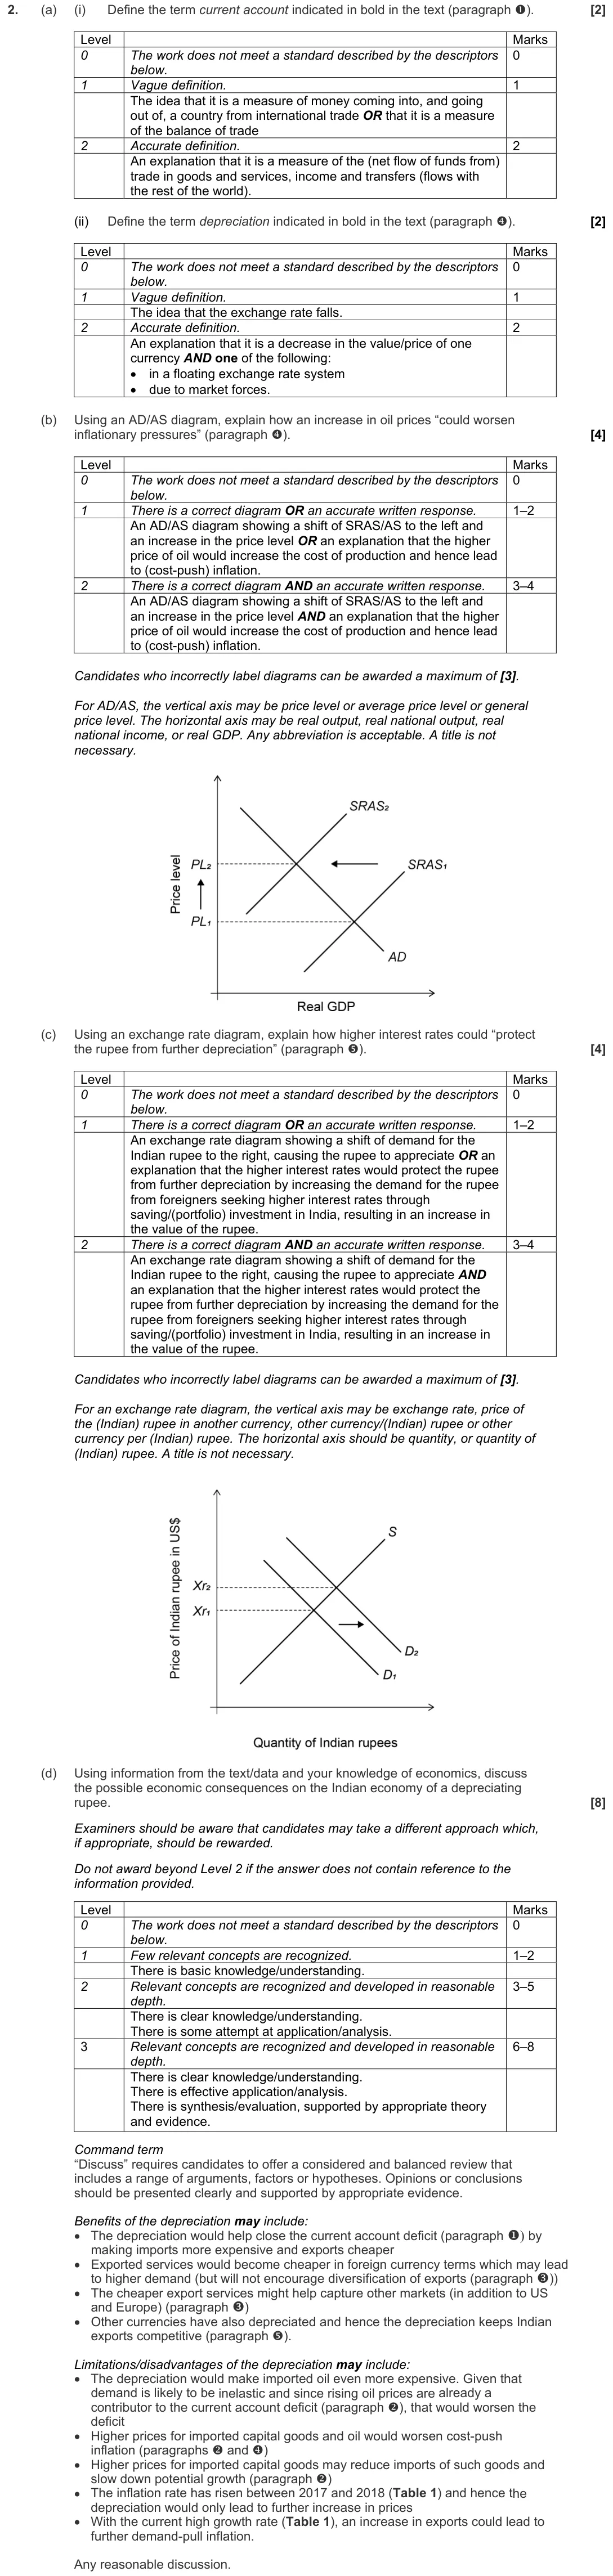 2. (a) (i) Define the term current account indicated in bold in the text (paragraph ❶). [2]
Level Marks
0 The work does not meet a standard described by the descriptors 0
below.
1 Vague definition. 1
The idea that it is a measure of money coming into, and going
out of, a country from international trade OR that it is a measure
of the balance of trade
2 Accurate definition. 2
An explanation that it is a measure of the (net flow of funds from)
trade in goods and services, income and transfers (flows with
the rest of the world).
(ii) Define the term depreciation indicated in bold in the text (paragraph ❹). [2]
Level Marks
0 The work does not meet a standard described by the descriptors 0
below.
1 Vague definition. 1
The idea that the exchange rate falls.
2 Accurate definition. 2
An explanation that it is a decrease in the value/price of one
currency AND one of the following:
• in a floating exchange rate system
• due to market forces.
(b) Using an AD/AS diagram, explain how an increase in oil prices “could worsen
inflationary pressures” (paragraph ❹). [4]
Level Marks
0 The work does not meet a standard described by the descriptors 0
below.
1 There is a correct diagram OR an accurate written response. 1–2
An AD/AS diagram showing a shift of SRAS/AS to the left and
an increase in the price level OR an explanation that the higher
price of oil would increase the cost of production and hence lead
to (cost-push) inflation.
2 There is a correct diagram AND an accurate written response. 3–4
An AD/AS diagram showing a shift of SRAS/AS to the left and
an increase in the price level AND an explanation that the higher
price of oil would increase the cost of production and hence lead
to (cost-push) inflation.
Candidates who incorrectly label diagrams can be awarded a maximum of [3].
For AD/AS, the vertical axis may be price level or average price level or general
price level. The horizontal axis may be real output, real national output, real
national income, or real GDP. Any abbreviation is acceptable. A title is not
necessary.
SRAS₂
PL₂
SRAS₁
Price level
PL₁
AD
Real GDP
(c) Using an exchange rate diagram, explain how higher interest rates could “protect
the rupee from further depreciation” (paragraph ❺). [4]
Level Marks
0 The work does not meet a standard described by the descriptors 0
below.
1 There is a correct diagram OR an accurate written response. 1–2
An exchange rate diagram showing a shift of demand for the
Indian rupee to the right, causing the rupee to appreciate OR an
explanation that the higher interest rates would protect the rupee
from further depreciation by increasing the demand for the rupee
from foreigners seeking higher interest rates through
saving/(portfolio) investment in India, resulting in an increase in
the value of the rupee.
2 There is a correct diagram AND an accurate written response. 3–4
An exchange rate diagram showing a shift of demand for the
Indian rupee to the right, causing the rupee to appreciate AND
an explanation that the higher interest rates would protect the
rupee from further depreciation by increasing the demand for the
rupee from foreigners seeking higher interest rates through
saving/(portfolio) investment in India, resulting in an increase in
the value of the rupee.
Candidates who incorrectly label diagrams can be awarded a maximum of [3].
For an exchange rate diagram, the vertical axis may be exchange rate, price of
the (Indian) rupee in another currency, other currency/(Indian) rupee or other
currency per (Indian) rupee. The horizontal axis should be quantity, or quantity of
(Indian) rupee. A title is not necessary.
S
Price of Indian rupee in US$
Xr₂
Xr₁
D₂
D₁
Quantity of Indian rupees
(d) Using information from the text/data and your knowledge of economics, discuss
the possible economic consequences on the Indian economy of a depreciating
rupee. [8]
Examiners should be aware that candidates may take a different approach which,
if appropriate, should be rewarded.
Do not award beyond Level 2 if the answer does not contain reference to the
information provided.
Level Marks
0 The work does not meet a standard described by the descriptors 0
below.
1 Few relevant concepts are recognized. 1–2
There is basic knowledge/understanding.
2 Relevant concepts are recognized and developed in reasonable 3–5
depth.
There is clear knowledge/understanding.
There is some attempt at application/analysis.
3 Relevant concepts are recognized and developed in reasonable 6–8
depth.
There is clear knowledge/understanding.
There is effective application/analysis.
There is synthesis/evaluation, supported by appropriate theory
and evidence.
Command term
“Discuss” requires candidates to offer a considered and balanced review that
includes a range of arguments, factors or hypotheses. Opinions or conclusions
should be presented clearly and supported by appropriate evidence.
Benefits of the depreciation may include:
• The depreciation would help close the current account deficit (paragraph ❶) by
making imports more expensive and exports cheaper
• Exported services would become cheaper in foreign currency terms which may lead
to higher demand (but will not encourage diversification of exports (paragraph ❸))
• The cheaper export services might help capture other markets (in addition to US
and Europe) (paragraph ❸)
• Other currencies have also depreciated and hence the depreciation keeps Indian
exports competitive (paragraph ❺).
Limitations/disadvantages of the depreciation may include:
• The depreciation would make imported oil even more expensive. Given that
demand is likely to be inelastic and since rising oil prices are already a
contributor to the current account deficit (paragraph ❷), that would worsen the
deficit
• Higher prices for imported capital goods and oil would worsen cost-push
inflation (paragraphs ❷ and ❹)
• Higher prices for imported capital goods may reduce imports of such goods and
slow down potential growth (paragraph ❷)
• The inflation rate has risen between 2017 and 2018 (Table 1) and hence the
depreciation would only lead to further increase in prices
• With the current high growth rate (Table 1), an increase in exports could lead to
further demand-pull inflation.
Any reasonable discussion.